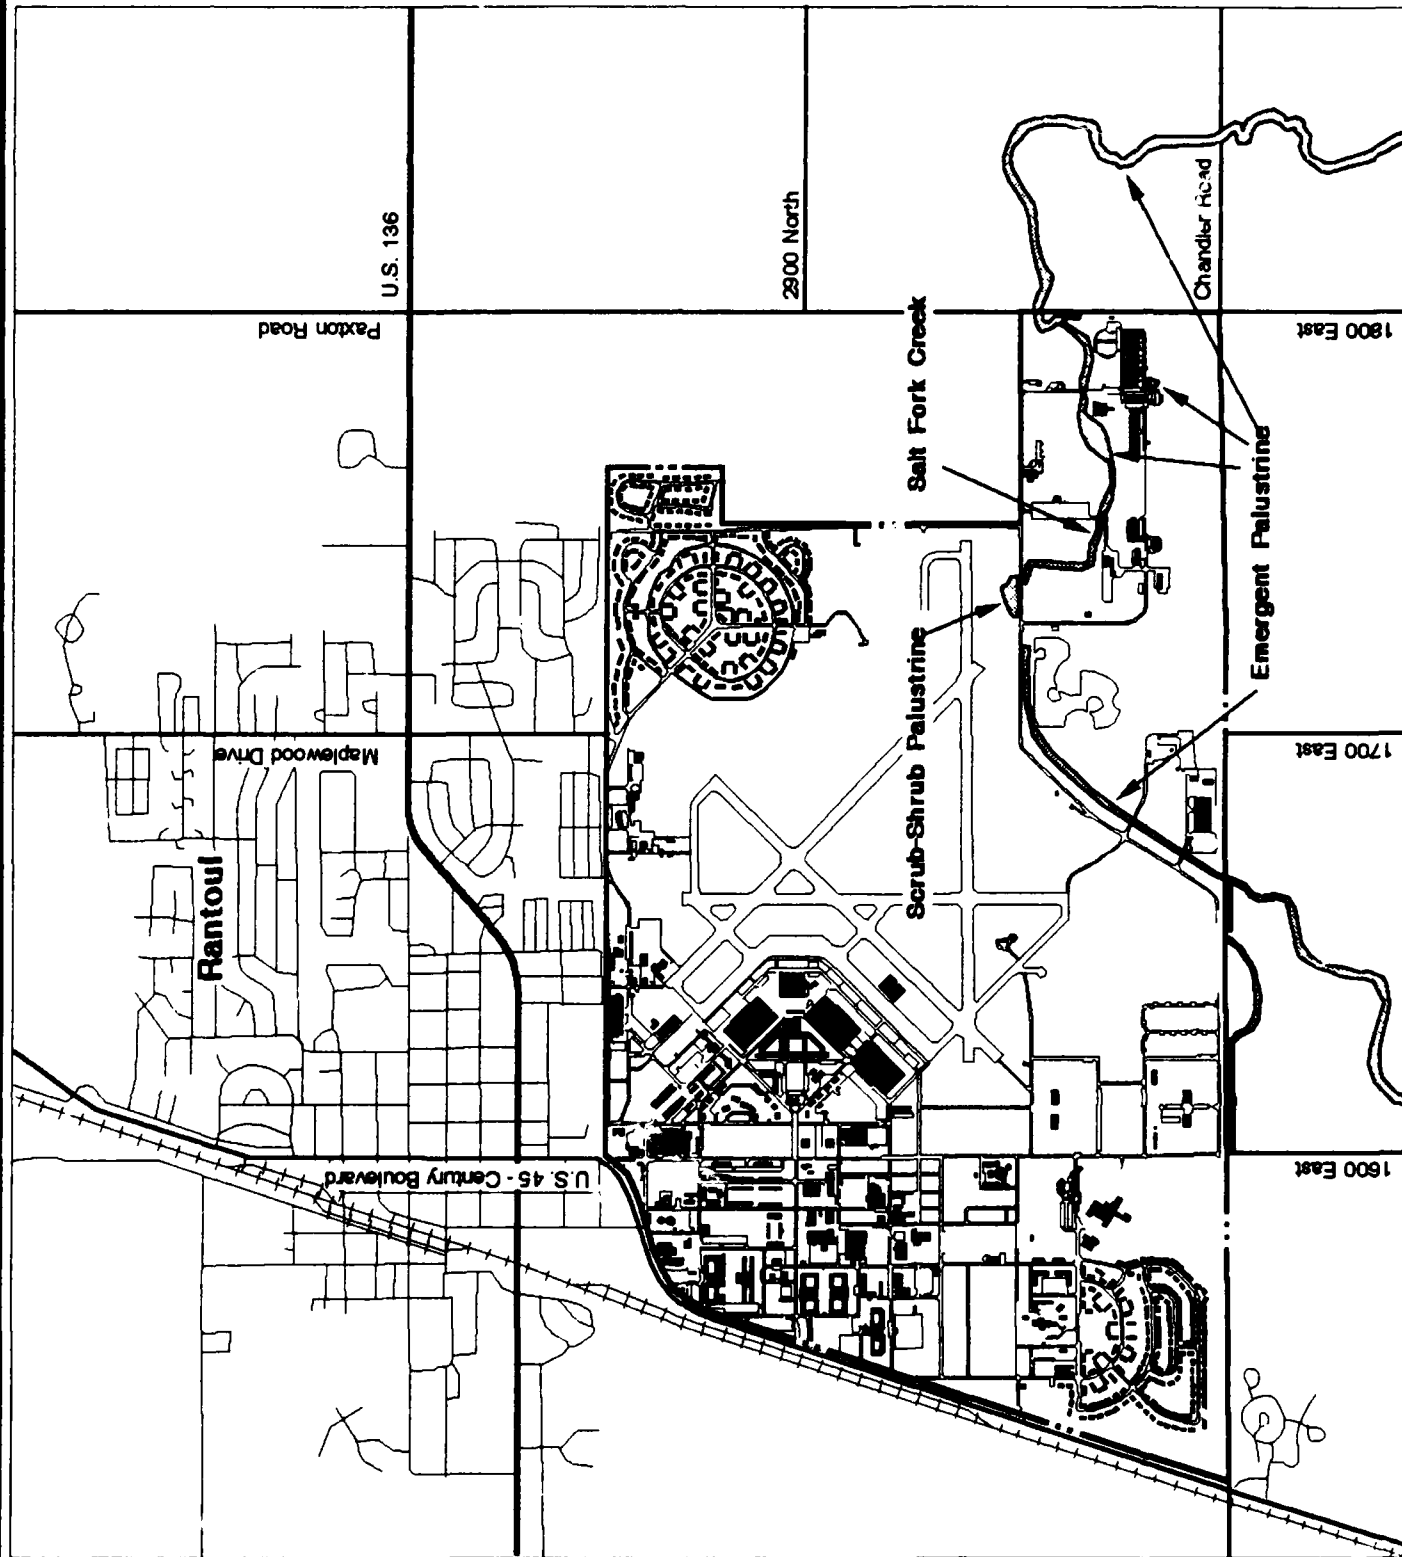 U.S. 136
2900 North
Chandler Road
Paxton Road
1800 East
Salt Fork Creek
Scrub-Shrub Palustrine
Emergent Palustrine
Maplewood Drive
1700 East
Rantoul
U.S. 45 - Century Boulevard
1600 East